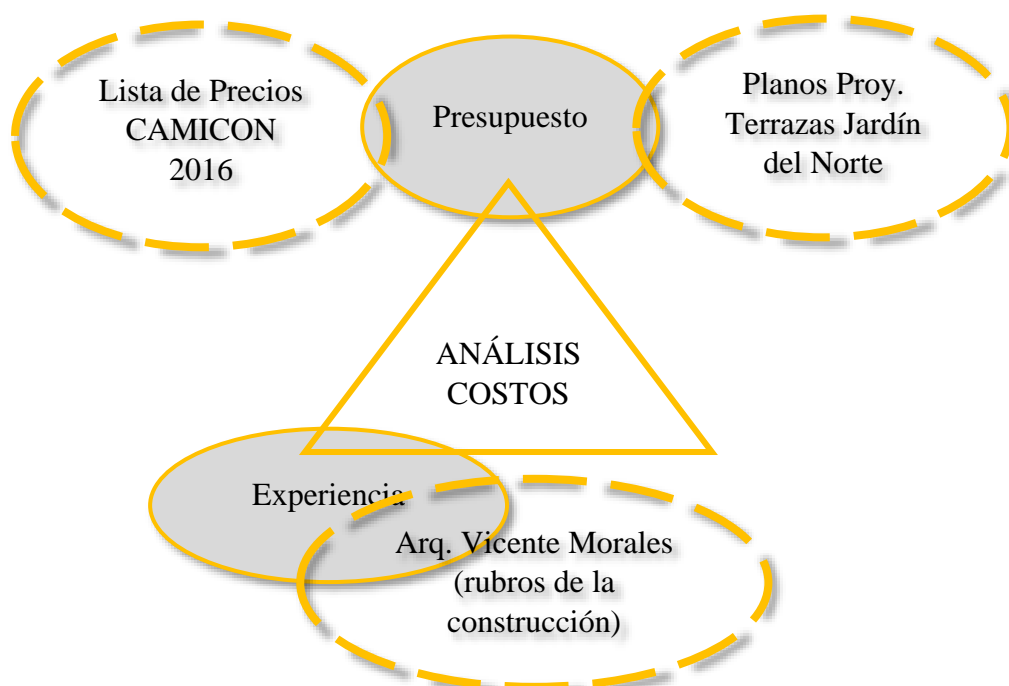 Lista de Precios
CAMICON
2016
Presupuesto
Planos Proy.
Terrazas Jardín
del Norte
ANÁLISIS
COSTOS
Experiencia
Arq. Vicente Morales
(rubros de la
construcción)